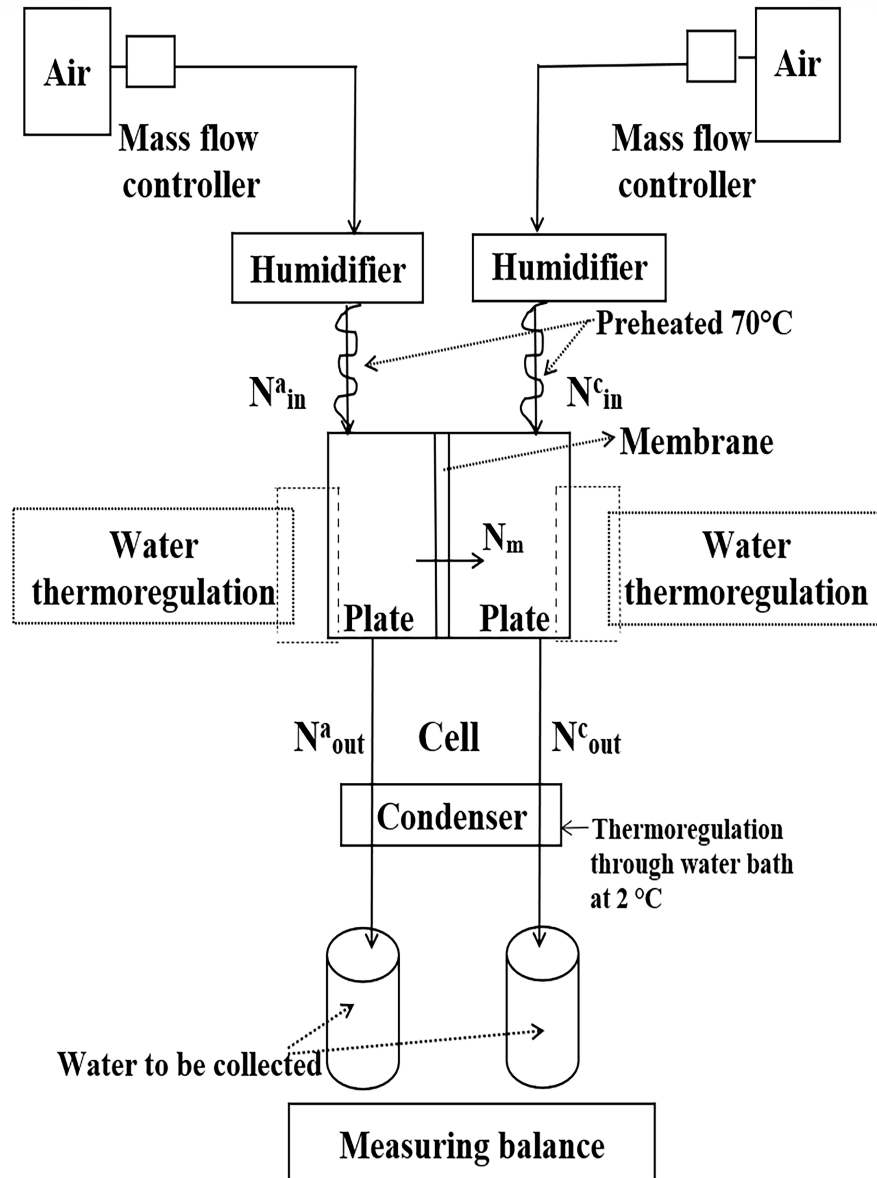 Air
Air
Mass flow
controller
Mass flow
controller
Humidifier
Humidifier
Preheated 70°C
Nᵃin
Nᶜin
Membrane
Water
thermoregulation
Nm
Water
thermoregulation
Plate
Plate
Nᵃout
Cell
Nᶜout
Condenser
Thermoregulation
through water bath
at 2 °C
Water to be collected
Measuring balance